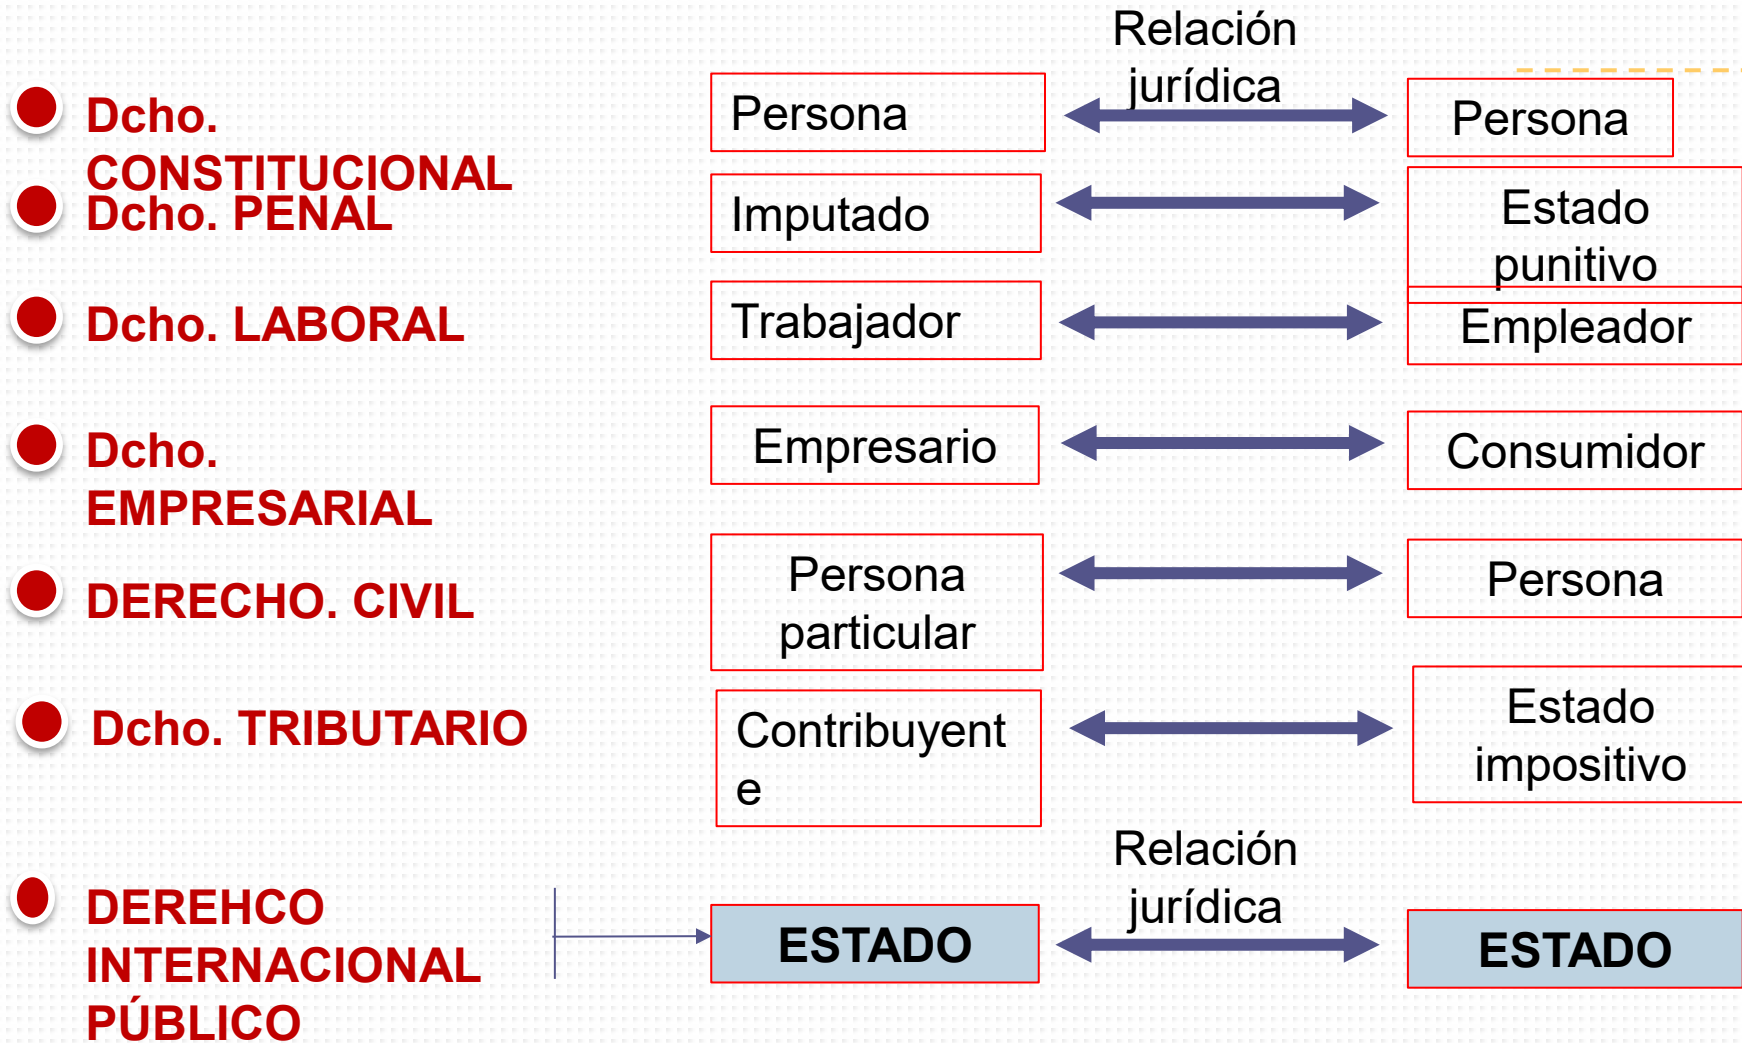 Relación
jurídica
Dcho.
CONSTITUCIONAL
Persona
Persona
Dcho. PENAL
Imputado
Estado
punitivo
Dcho. LABORAL
Trabajador
Empleador
Dcho.
EMPRESARIAL
Empresario
Consumidor
DERECHO. CIVIL
Persona
particular
Persona
Dcho. TRIBUTARIO
Contribuyent
e
Estado
impositivo
Relación
jurídica
DEREHCO
INTERNACIONAL
PÚBLICO
ESTADO
ESTADO